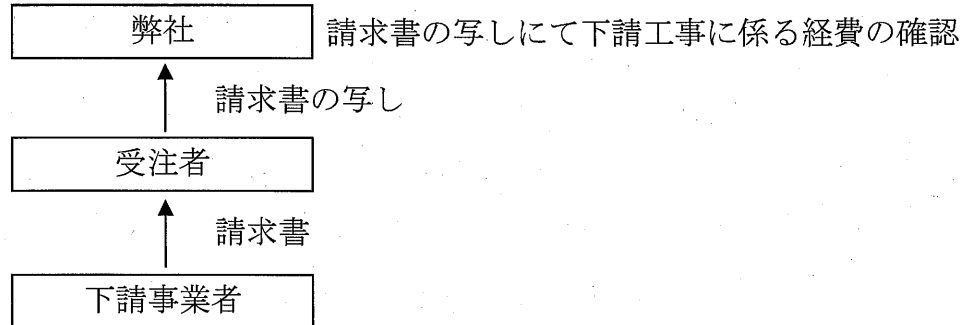 弊社
請求書の写しにて下請工事に係る経費の確認
請求書の写し
受注者
請求書
下請事業者